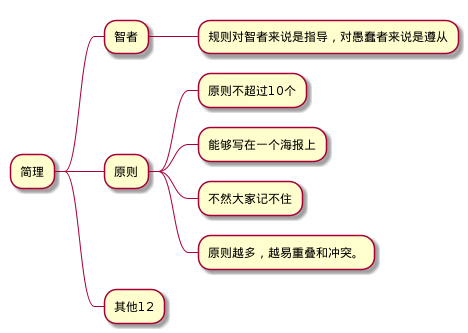 简理
智者
规则对智者来说是指导，对愚蠢者来说是遵从
原则
原则不超过10个
能够写在一个海报上
不然大家记不住
原则越多，越易重叠和冲突。
其他12